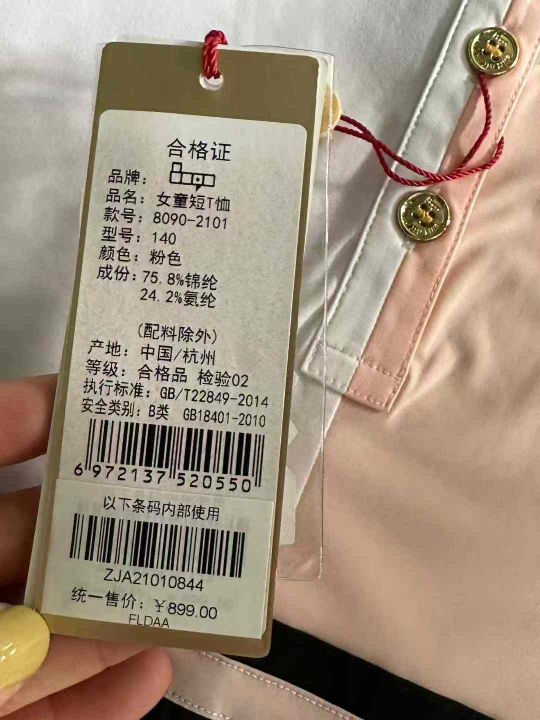 合格证
品牌：
品名：女童短T恤
款号：8090-2101
型号：140
颜色：粉色
成份：75.8%锦纶
24.2%氨纶
(配料除外)
产地：中国/杭州
等级：合格品 检验02
执行标准：GB/T22849-2014
安全类别：B类 GB18401-2010
6 972137 520550
以下条码内部使用
ZJA21010844
统一售价：￥899.00
FLDAA